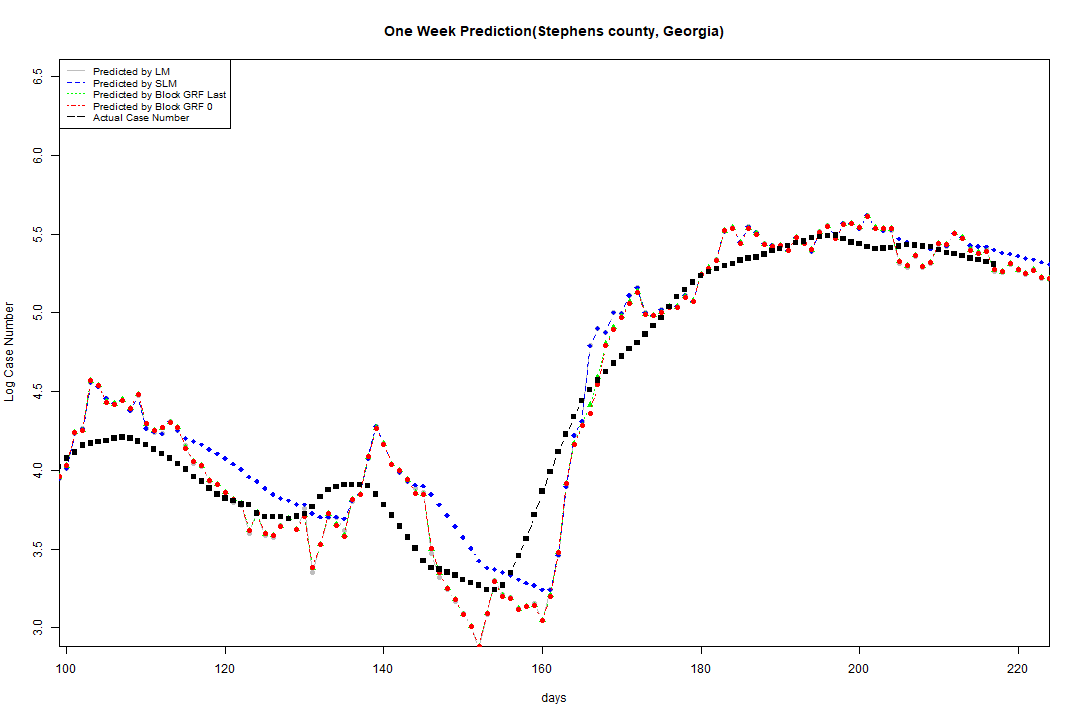 One Week Prediction(Stephens county, Georgia)
Predicted by LM
Predicted by SLM
Predicted by Block GRF Last
Predicted by Block GRF 0
Actual Case Number
Log Case Number
6.5
6.0
5.5
5.0
4.5
4.0
3.5
3.0
100 120 140 160 180 200 220
days